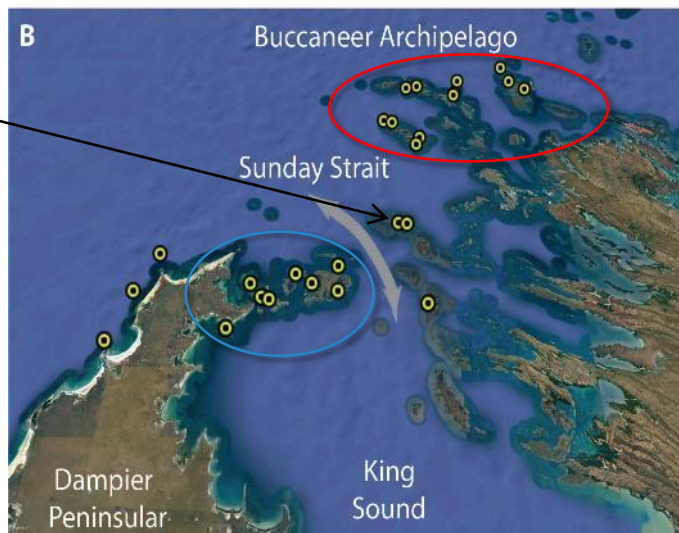 B
Buccaneer Archipelago
Sunday Strait
Dampier
Peninsular
King
Sound